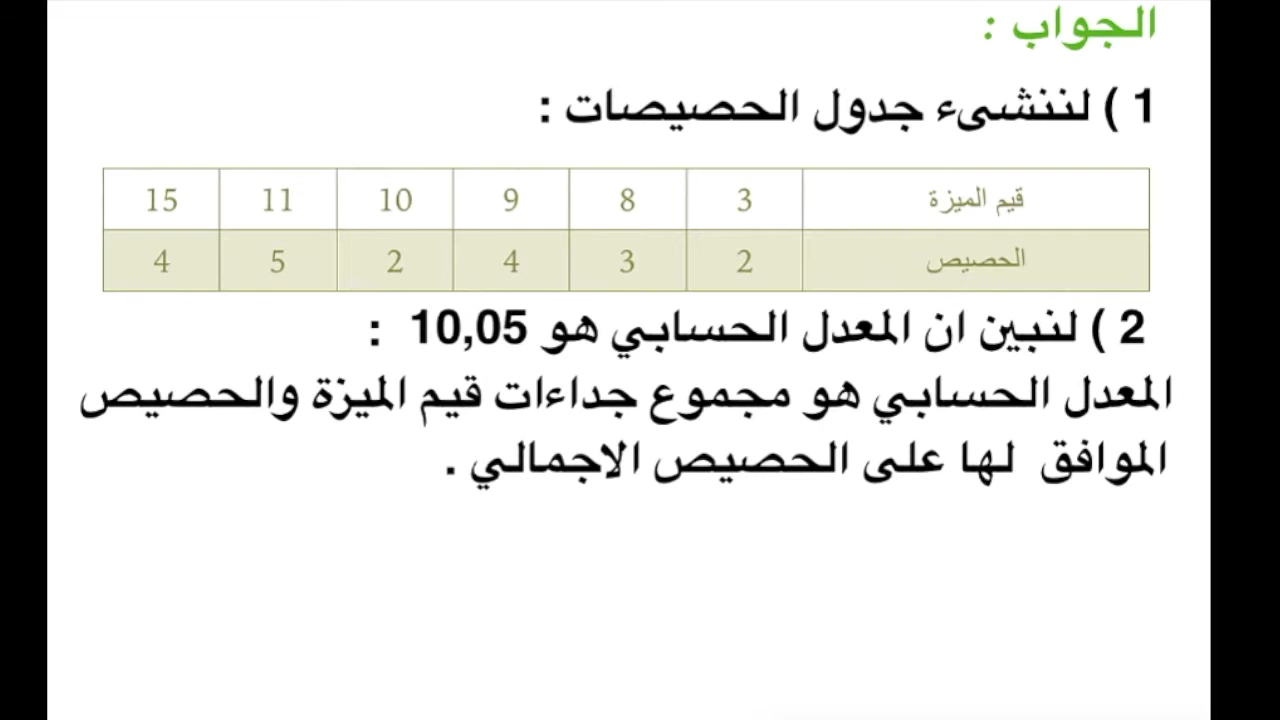 الجواب :
1 ) لننشىء جدول الحصيصات :
قيم الميزة 3 8 9 10 11 15
الحصيص 2 3 4 2 5 4
2 ) لنبين ان المعدل الحسابي هو 10,05 :
المعدل الحسابي هو مجموع جداءات قيم الميزة والحصيص
الموافق لها على الحصيص الاجمالي .